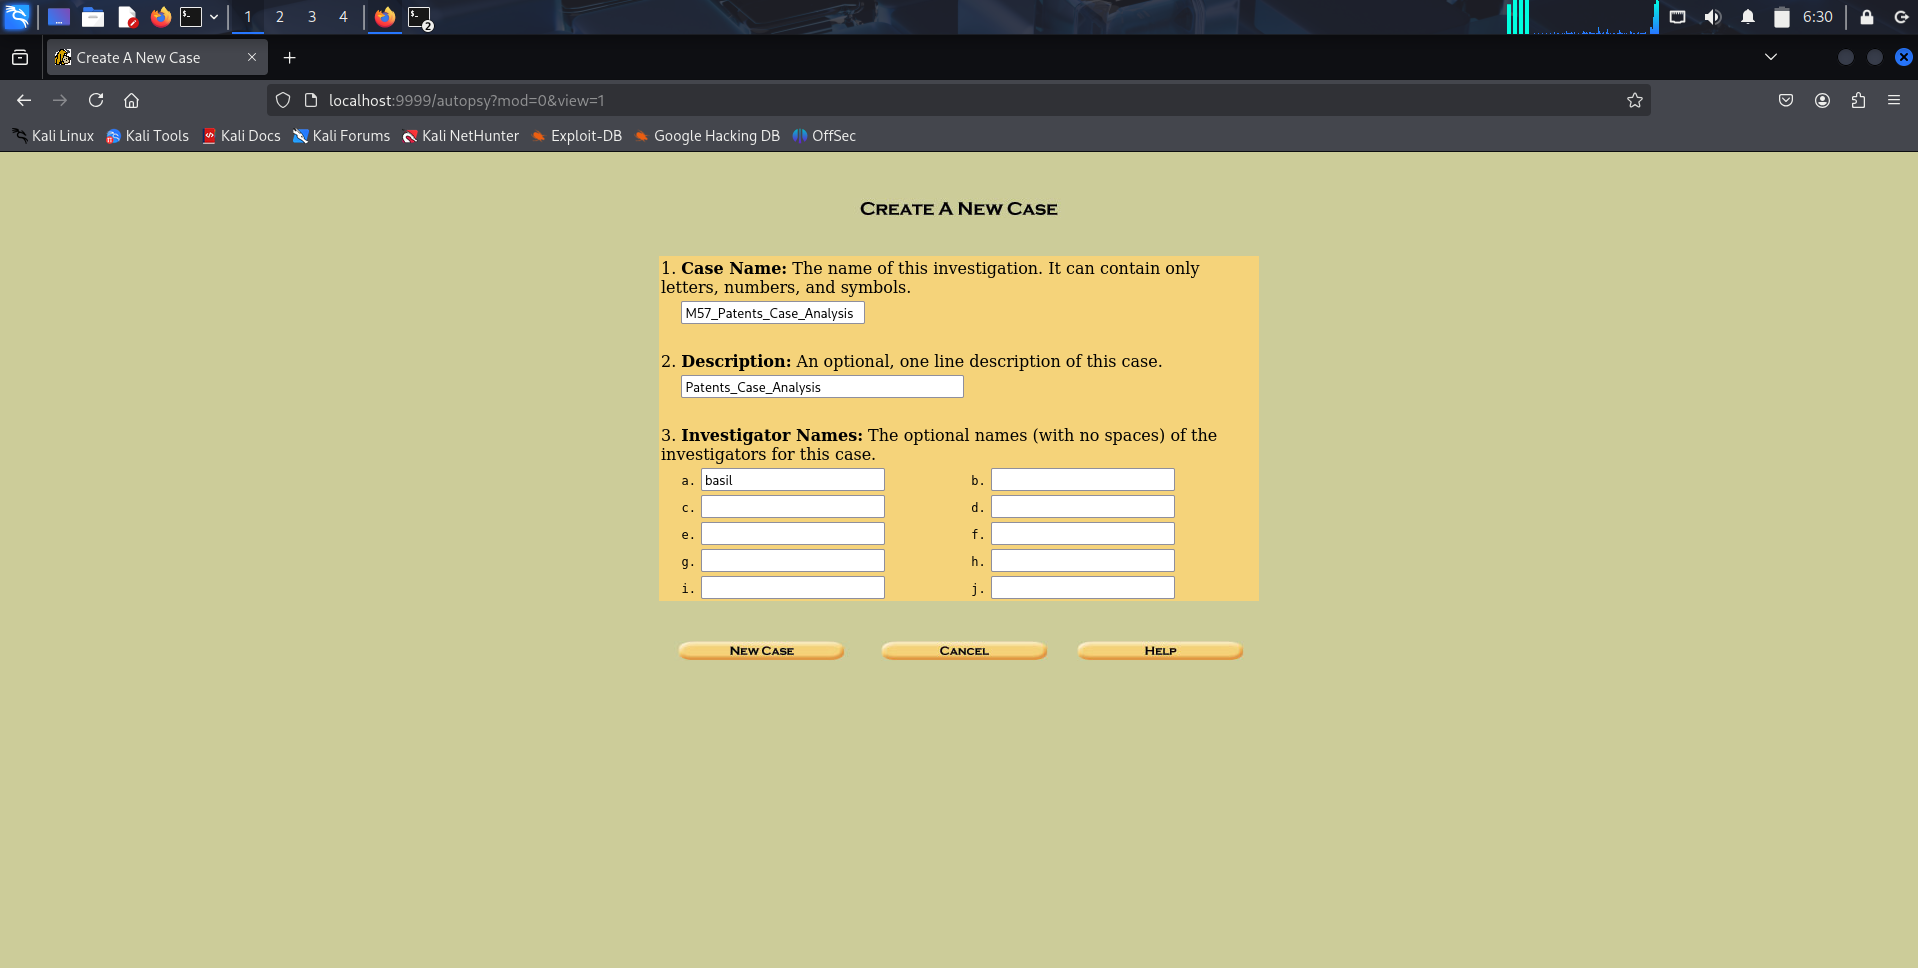 1 2 3 4 2 6:30
Create A New Case
localhost:9999/autopsy?mod=0&view=1
Kali Linux Kali Tools Kali Docs Kali Forums Kali NetHunter Exploit-DB Google Hacking DB OffSec
CREATE A NEW CASE
1. Case Name: The name of this investigation. It can contain only
letters, numbers, and symbols.
M57_Patents_Case_Analysis
2. Description: An optional, one line description of this case.
Patents_Case_Analysis
3. Investigator Names: The optional names (with no spaces) of the
investigators for this case.
a. basil b.
c. d.
e. f.
g. h.
i. j.
NEW CASE CANCEL HELP